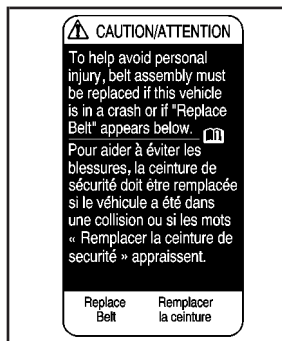 CAUTION/ATTENTION
To help avoid personal
injury, belt assembly must
be replaced if this vehicle
is in a crash or if "Replace
Belt" appears below.
Pour aider à éviter les
blessures, la ceinture de
sécurité doit être remplacée
si le véhicule a été dans
une collision ou si les mots
« Remplacer la ceinture de
securité » appraissent.
Replace Remplacer
Belt la ceinture